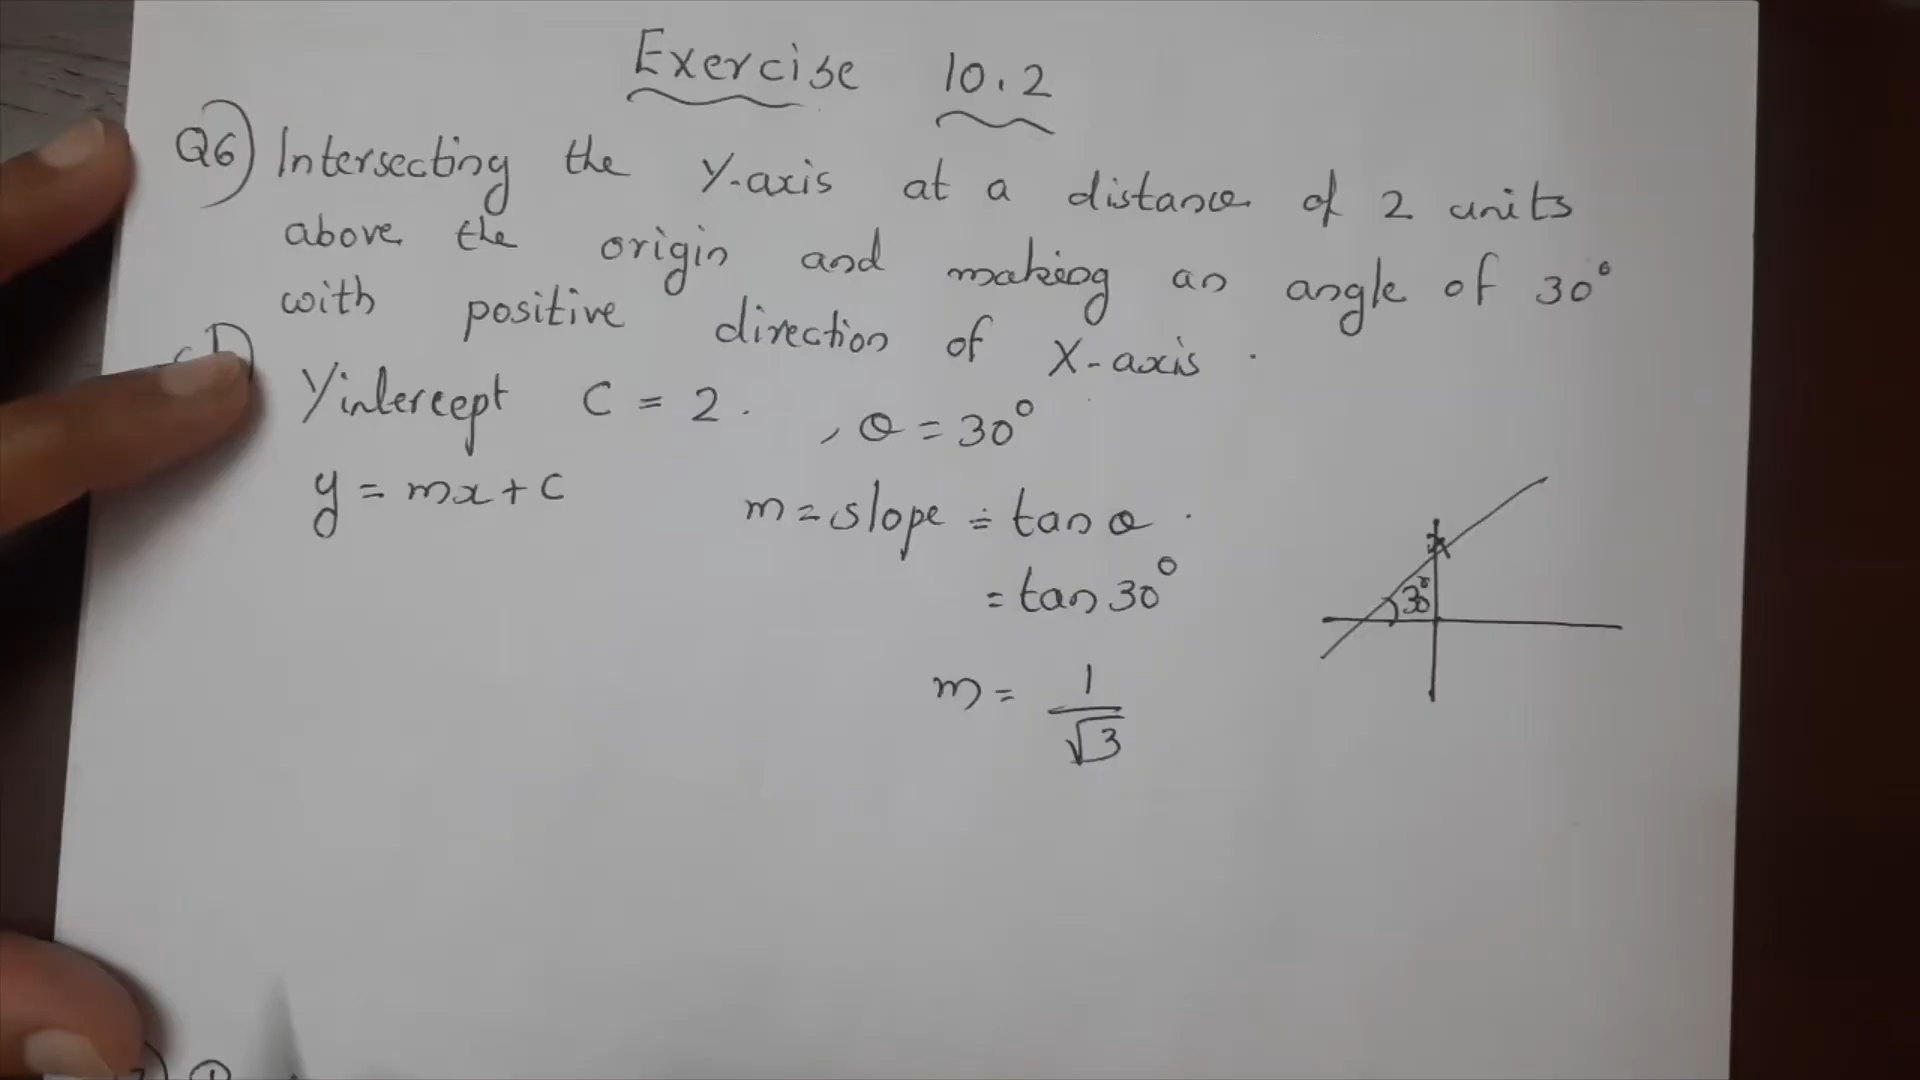 Exercise 10.2
Q6) Intersecting the Y-axis at a distance of 2 units
above the origin and making an angle of 30°
with positive direction of X-axis.
Yintercept C = 2. , θ = 30°
y = mx + c
m = slope = tan θ.
= tan 30°
m = 1/√3
30°